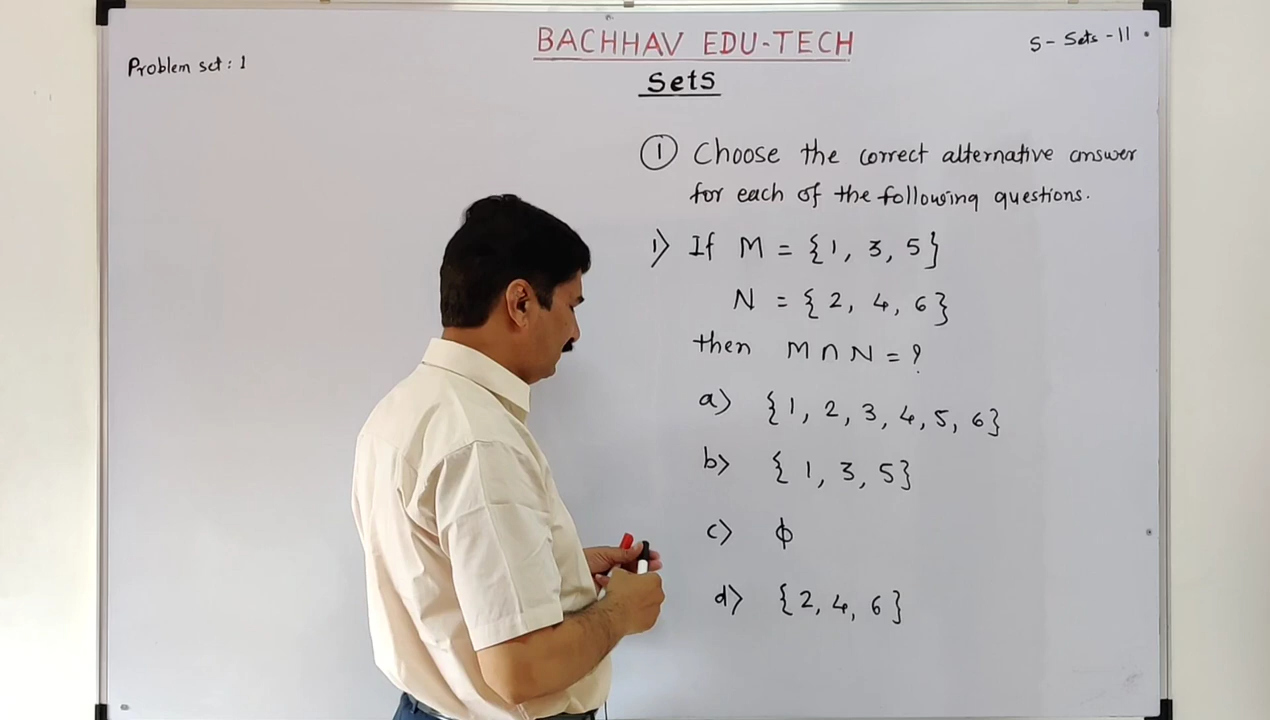 BACHHAV EDU-TECH
S- Sets -11
Problem set: 1
Sets
① Choose the correct alternative answer
for each of the following questions.
1) If M = {1, 3, 5}
N = {2, 4, 6}
then M ∩ N = ?
a) {1, 2, 3, 4, 5, 6}
b) {1, 3, 5}
c) ϕ
d) {2, 4, 6}